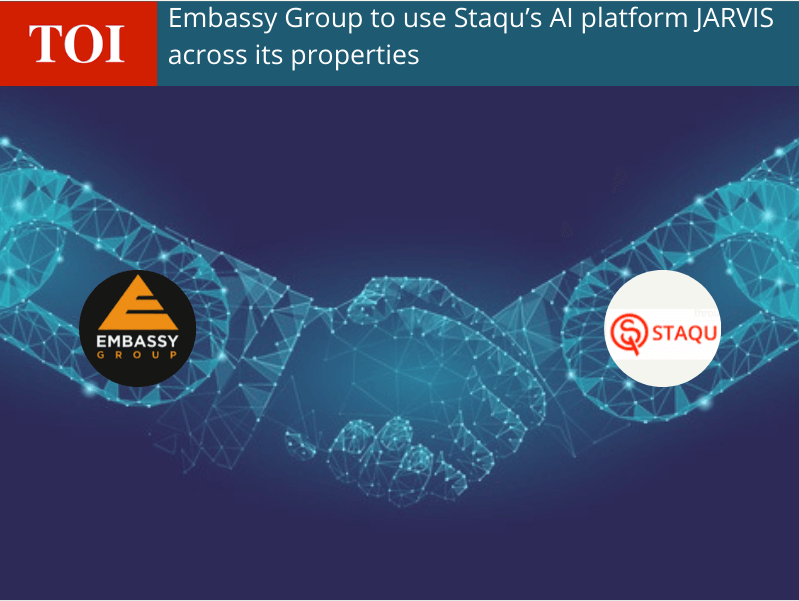 TOI
Embassy Group to use Staqu’s AI platform JARVIS
across its properties
EMBASSY
GROUP
STAQU